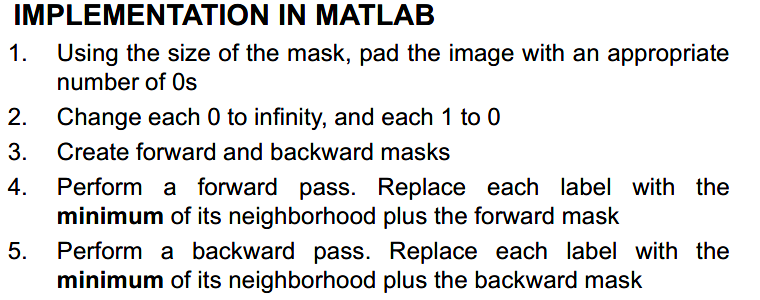 IMPLEMENTATION IN MATLAB
1. Using the size of the mask, pad the image with an appropriate
number of 0s
2. Change each 0 to infinity, and each 1 to 0
3. Create forward and backward masks
4. Perform a forward pass. Replace each label with the
minimum of its neighborhood plus the forward mask
5. Perform a backward pass. Replace each label with the
minimum of its neighborhood plus the backward mask